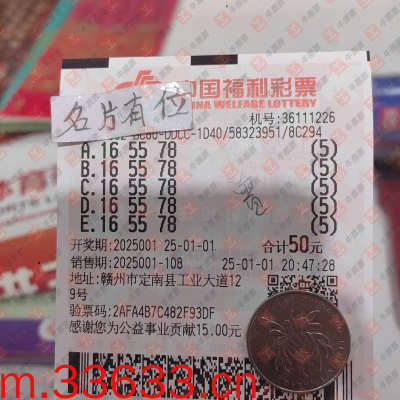 中国福利彩票
CHINA WELFARE LOTTERY
名片有位
机号:36111226
DDCC-1D40/58323951/8C294
A.16 55 78 (5)
B.16 55 78 (5)
C.16 55 78 (5)
D.16 55 78 (5)
E.16 55 78 (5)
开奖期:2025001 25-01-01 合计50元
销售期:2025001-108 25-01-01 20:47:28
地址:赣州市定南县工业大道12
9号
验票码:2AFA4B7C482F93DF
感谢您为公益事业贡献15.00元
m.33633.cn